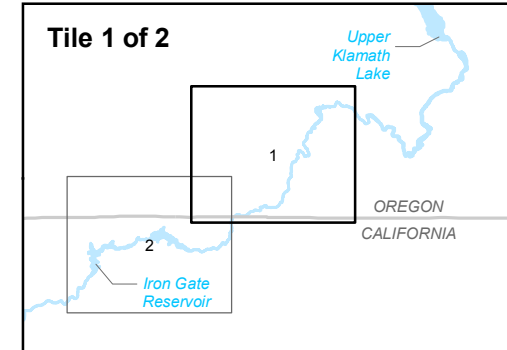 Tile 1 of 2
Upper
Klamath
Lake
1
OREGON
CALIFORNIA
2
Iron Gate
Reservoir